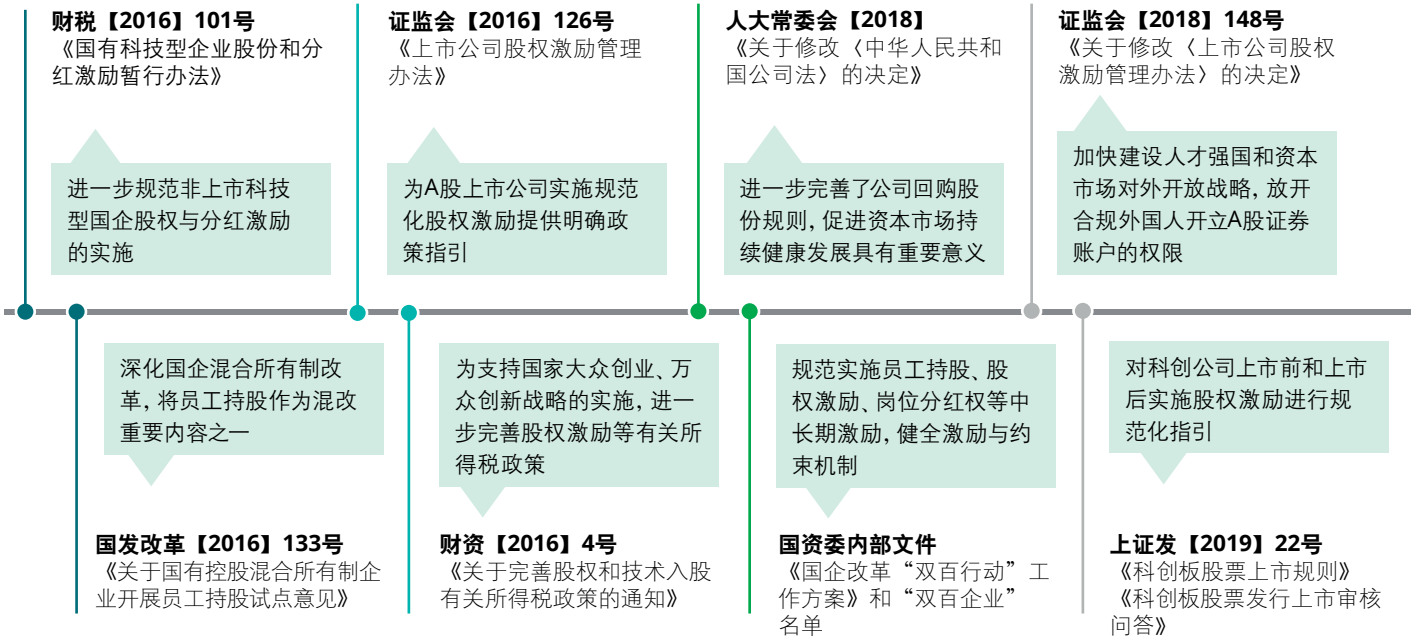 财税【2016】101号
《国有科技型企业股份和分
红激励暂行办法》
进一步规范非上市科技
型国企股权与分红激励
的实施
证监会【2016】126号
《上市公司股权激励管理
办法》
为A股上市公司实施规范
化股权激励提供明确政
策指引
人大常委会【2018】
《关于修改〈中华人民共和
国公司法〉的决定》
进一步完善了公司回购股
份规则，促进资本市场持
续健康发展具有重要意义
证监会【2018】148号
《关于修改〈上市公司股权
激励管理办法〉的决定》
加快建设人才强国和资本
市场对外开放战略，放开
合规外国人开立A股证券
账户的权限
深化国企混合所有制改
革，将员工持股作为混改
重要内容之一
国发改革【2016】133号
《关于国有控股混合所有制企
业开展员工持股试点意见》
为支持国家大众创业、万
众创新战略的实施，进一
步完善股权激励等有关所
得税政策
财资【2016】4号
《关于完善股权和技术入股
有关所得税政策的通知》
规范实施员工持股、股
权激励、岗位分红权等中
长期激励，健全激励与约
束机制
国资委内部文件
《国企改革“双百行动”工
作方案》和“双百企业”
名单
对科创公司上市前和上市
后实施股权激励进行规
范化指引
上证发【2019】22号
《科创板股票上市规则》
《科创板股票发行上市审核
问答》